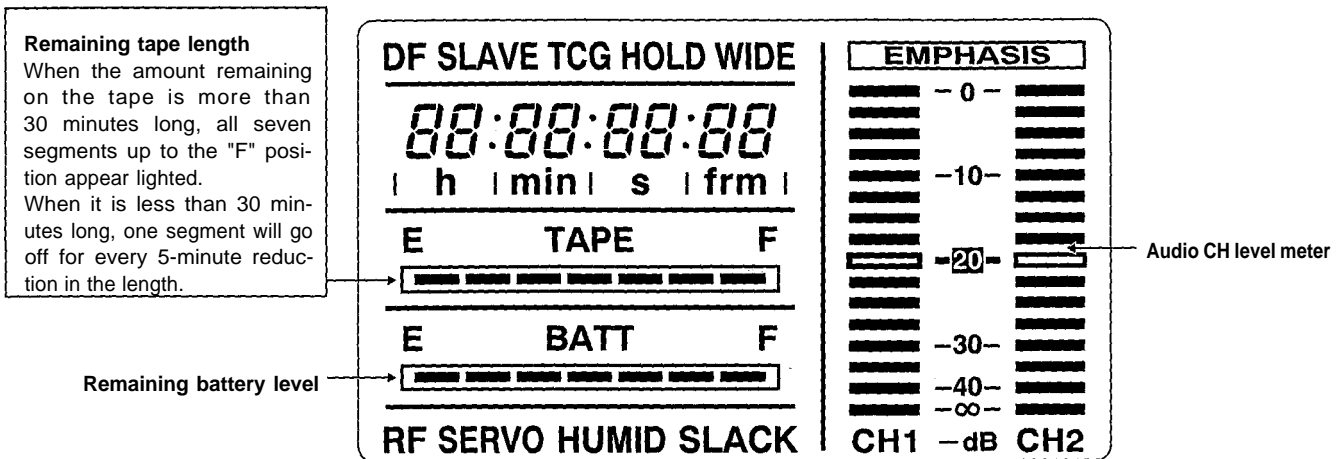 Remaining tape length
When the amount remaining
on the tape is more than
30 minutes long, all seven
segments up to the "F" posi-
tion appear lighted.
When it is less than 30 min-
utes long, one segment will go
off for every 5-minute reduc-
tion in the length.
Remaining battery level
DF SLAVE TCG HOLD WIDE
88:88:88:88
h min s frm
E TAPE F
E BATT F
RF SERVO HUMID SLACK
EMPHASIS
–0–
–10–
–20–
–30–
–40–
–∞–
CH1 –dB CH2
Audio CH level meter